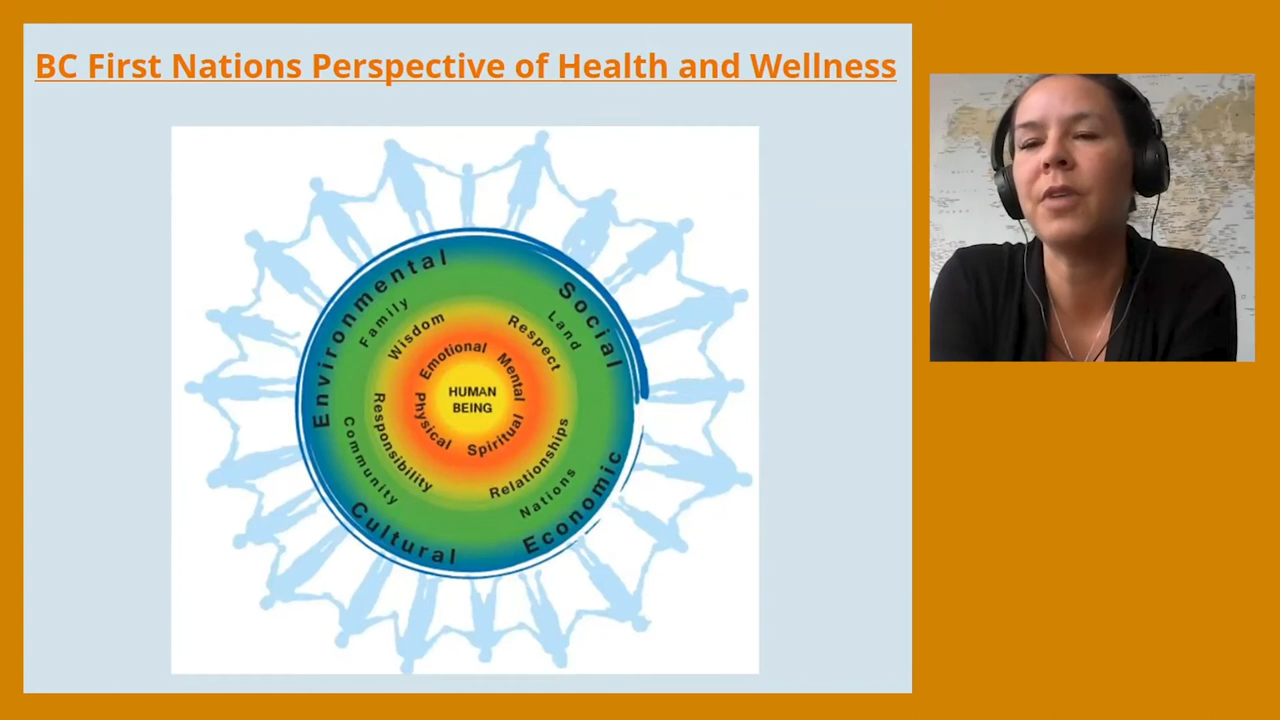 BC First Nations Perspective of Health and Wellness
Environmental
Social
Family
Land
Wisdom
Respect
Emotional
Mental
HUMAN
BEING
Physical
Spiritual
Responsibility
Relationships
Community
Nations
Cultural
Economic